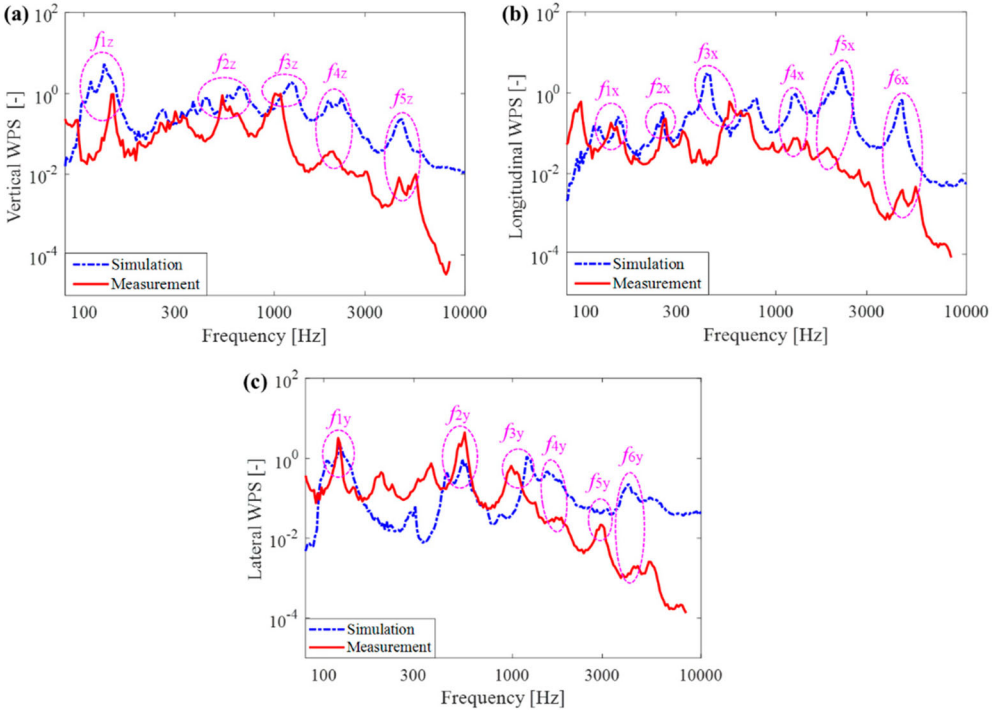 (a)
f1z
f2z
f3z
f4z
f5z
10^2
10^0
10^-2
10^-4
Vertical WPS [-]
Simulation
Measurement
100 300 1000 3000 10000
Frequency [Hz]
(b)
f1x
f2x
f3x
f4x
f5x
f6x
10^2
10^0
10^-2
10^-4
Longitudinal WPS [-]
Simulation
Measurement
100 300 1000 3000 10000
Frequency [Hz]
(c)
f1y
f2y
f3y
f4y
f5y
f6y
10^2
10^0
10^-2
10^-4
Lateral WPS [-]
Simulation
Measurement
100 300 1000 3000 10000
Frequency [Hz]